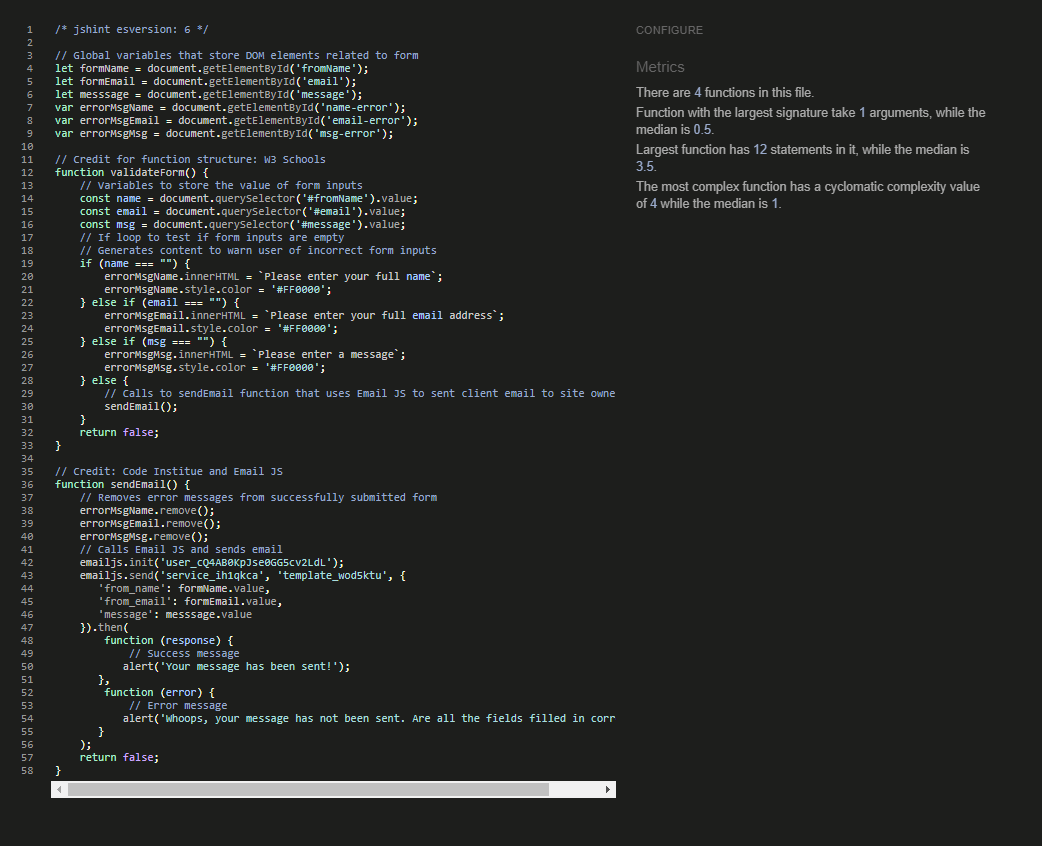 1 /* jshint esversion: 6 */
2
3 // Global variables that store DOM elements related to form
4 let formName = document.getElementById('fromName');
5 let formEmail = document.getElementById('email');
6 let messsage = document.getElementById('message');
7 var errorMsgName = document.getElementById('name-error');
8 var errorMsgEmail = document.getElementById('email-error');
9 var errorMsgMsg = document.getElementById('msg-error');
10
11 // Credit for function structure: W3 Schools
12 function validateForm() {
13 // Variables to store the value of form inputs
14 const name = document.querySelector('#fromName').value;
15 const email = document.querySelector('#email').value;
16 const msg = document.querySelector('#message').value;
17 // If loop to test if form inputs are empty
18 // Generates content to warn user of incorrect form inputs
19 if (name === "") {
20 errorMsgName.innerHTML = `Please enter your full name`;
21 errorMsgName.style.color = '#FF0000';
22 } else if (email === "") {
23 errorMsgEmail.innerHTML = `Please enter your full email address`;
24 errorMsgEmail.style.color = '#FF0000';
25 } else if (msg === "") {
26 errorMsgMsg.innerHTML = `Please enter a message`;
27 errorMsgMsg.style.color = '#FF0000';
28 } else {
29 // Calls to sendEmail function that uses Email JS to sent client email to site owne
30 sendEmail();
31 }
32 return false;
33 }
34
35 // Credit: Code Institue and Email JS
36 function sendEmail() {
37 // Removes error messages from successfully submitted form
38 errorMsgName.remove();
39 errorMsgEmail.remove();
40 errorMsgMsg.remove();
41 // Calls Email JS and sends email
42 emailjs.init('user_cQ4AB0KpJse0GG5cv2LdL');
43 emailjs.send('service_ih1qkca', 'template_wod5ktu', {
44 'from_name': formName.value,
45 'from_email': formEmail.value,
46 'message': messsage.value
47 }).then(
48 function (response) {
49 // Success message
50 alert('Your message has been sent!');
51 },
52 function (error) {
53 // Error message
54 alert('Whoops, your message has not been sent. Are all the fields filled in corr
55 }
56 );
57 return false;
58 }
CONFIGURE
Metrics
There are 4 functions in this file.
Function with the largest signature take 1 arguments, while the
median is 0.5.
Largest function has 12 statements in it, while the median is
3.5.
The most complex function has a cyclomatic complexity value
of 4 while the median is 1.